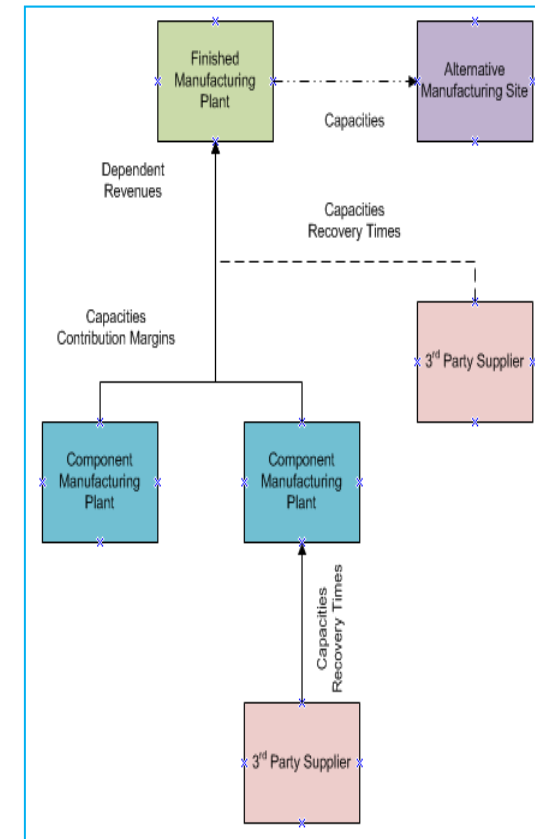 Finished
Manufacturing
Plant
Alternative
Manufacturing Site
Capacities
Dependent
Revenues
Capacities
Recovery Times
Capacities
Contribution Margins
3rd Party Supplier
Component
Manufacturing
Plant
Component
Manufacturing
Plant
Capacities
Recovery Times
3rd Party Supplier